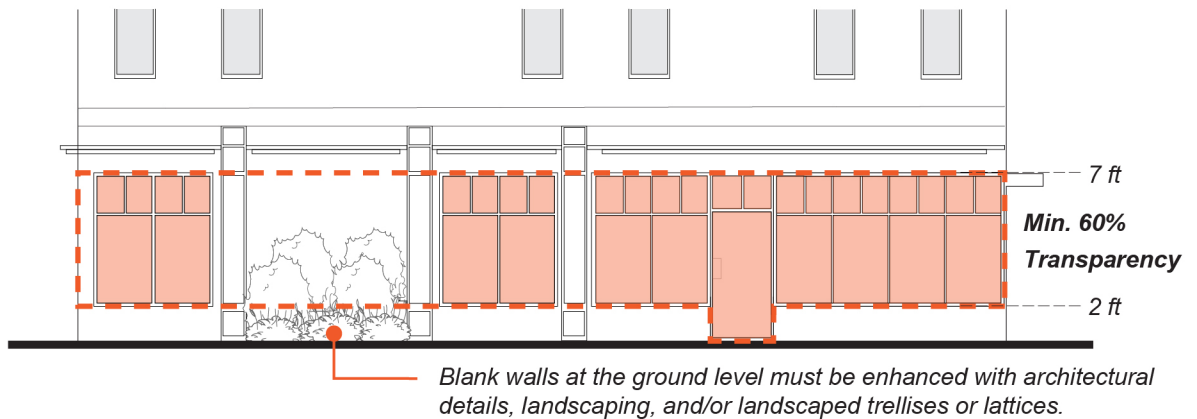 7 ft
Min. 60%
Transparency
2 ft
Blank walls at the ground level must be enhanced with architectural
details, landscaping, and/or landscaped trellises or lattices.